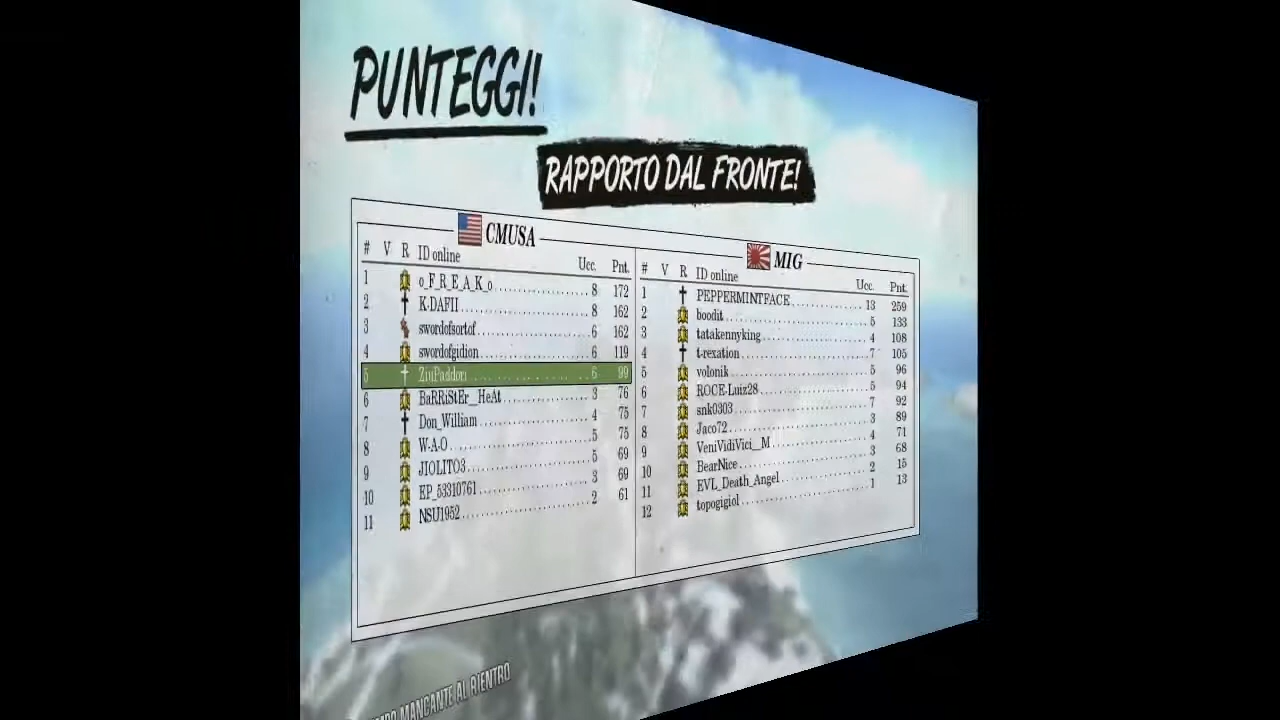 PUNTEGGI!
RAPPORTO DAL FRONTE!
CMUSA
# V R ID online Ucc. Pnt.
1 o_F_R_E_A_K_o 8 172
2 K-DAFII 8 162
3 swordofsortof 6 162
4 swordofgidion 6 119
5 ZiuPaddori 6 99
6 BaRRiStEr_HeAt 3 76
7 Don_William 4 75
8 W-A-O 5 75
9 JIOLITO3 5 69
10 EP_53310761 3 69
11 NSU1952 2 61
MIG
# V R ID online Ucc. Pnt.
1 PEPPERMINTFACE 13 259
2 boodit 5 133
3 tatakennyking 4 108
4 t-rexation 7 105
5 volonik 5 96
6 ROCE-Luiz28 5 94
7 snk0303 7 92
8 Jaco72 3 89
9 VeniVidiVici__M 4 71
10 BearNice 3 68
11 EVL_Death_Angel 2 15
12 topogigiol 1 13
MANCANTE AL RIENTRO